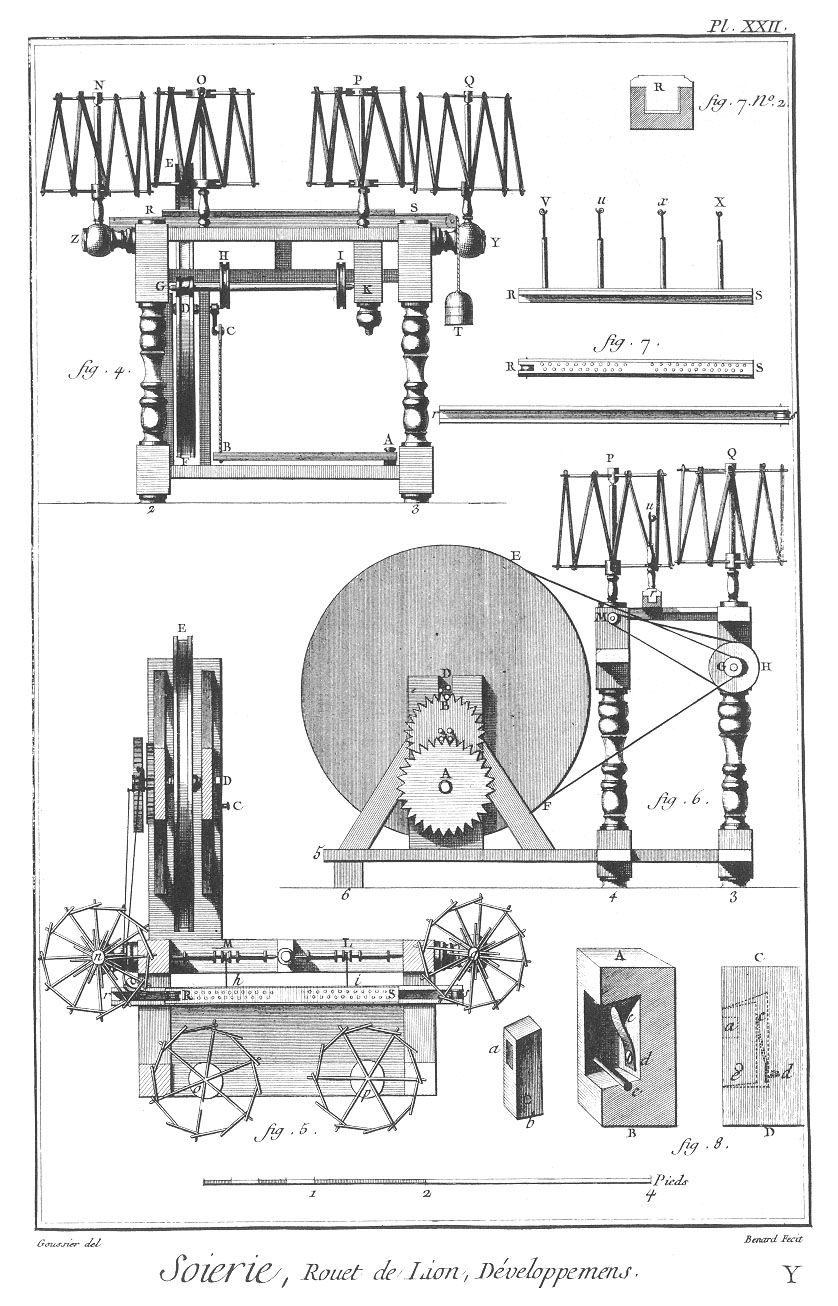 Pl. XXII.
N O P Q
R
fig. 7. N.º 2.
E
V u x X
R S
Z Y
H I
G K
R S
D
C
T
fig. 7.
fig. 4.
R S
r r
B A
F
2 3
P Q
u
E
r
M
E
G H
D
B
D
A
C
F
fig. 6.
5
6 4 3
M L
n q
h i
r R S
A C
a
c
a c
d
g d
e
o p
b
B D
fig. 5.
fig. 8.
1 2 4 Pieds
Goussier del
Benard Fecit
Soierie, Rouet de Lion, Développemens.
Y